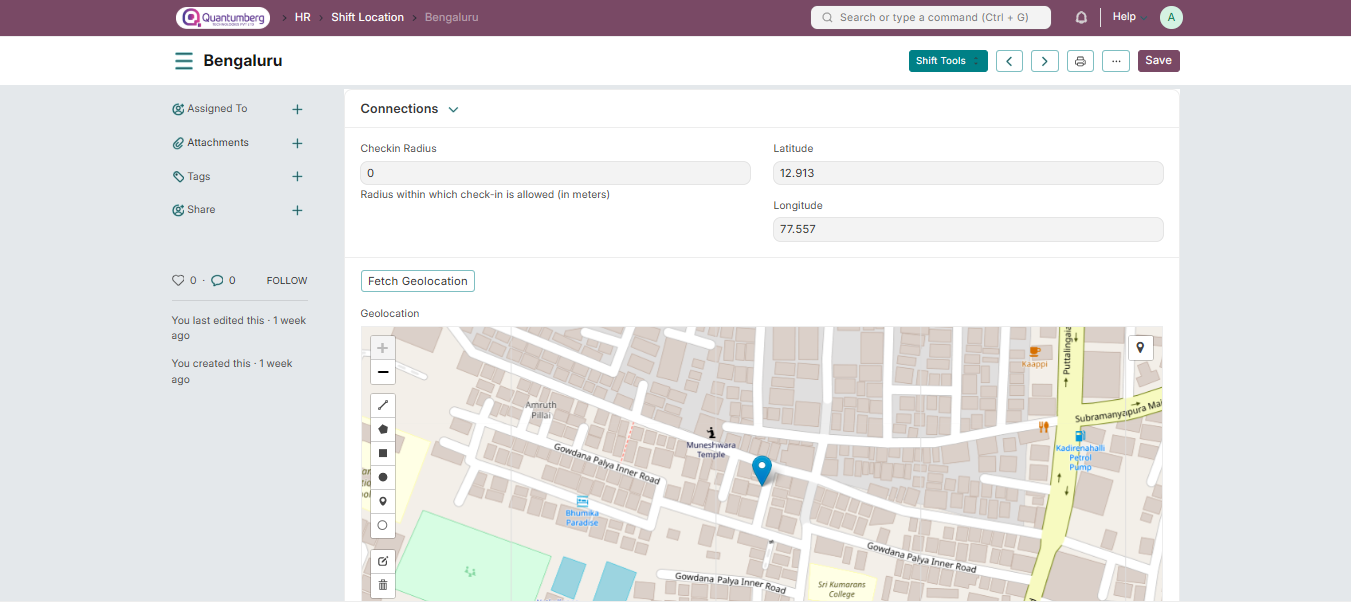 Quantumberg
HR
Shift Location
Bengaluru
Search or type a command (Ctrl + G)
Help
A
Bengaluru
Shift Tools
Save
Assigned To
Attachments
Tags
Share
0 · 0
FOLLOW
You last edited this · 1 week
ago
You created this · 1 week
ago
Connections
Checkin Radius
0
Radius within which check-in is allowed (in meters)
Latitude
12.913
Longitude
77.557
Fetch Geolocation
Geolocation
Kaappi
Subramanyapura
Amruth
Pillai
Muneshwara
Temple
Kadirenahalli
Petrol
Pump
Gowdana Palya Inner Road
Bhumika
Paradise
Gowdana Palya Inner Road
Gowdana Palya Inner Road
Sri Kumarans
College